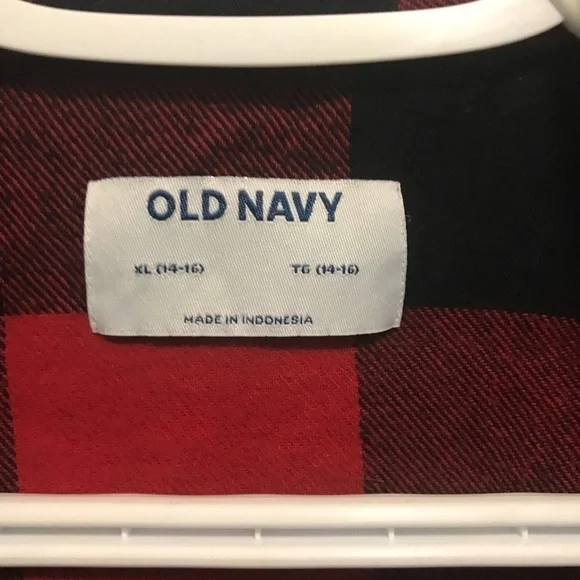 OLD NAVY
XL (14-16) TG (14-16)
MADE IN INDONESIA